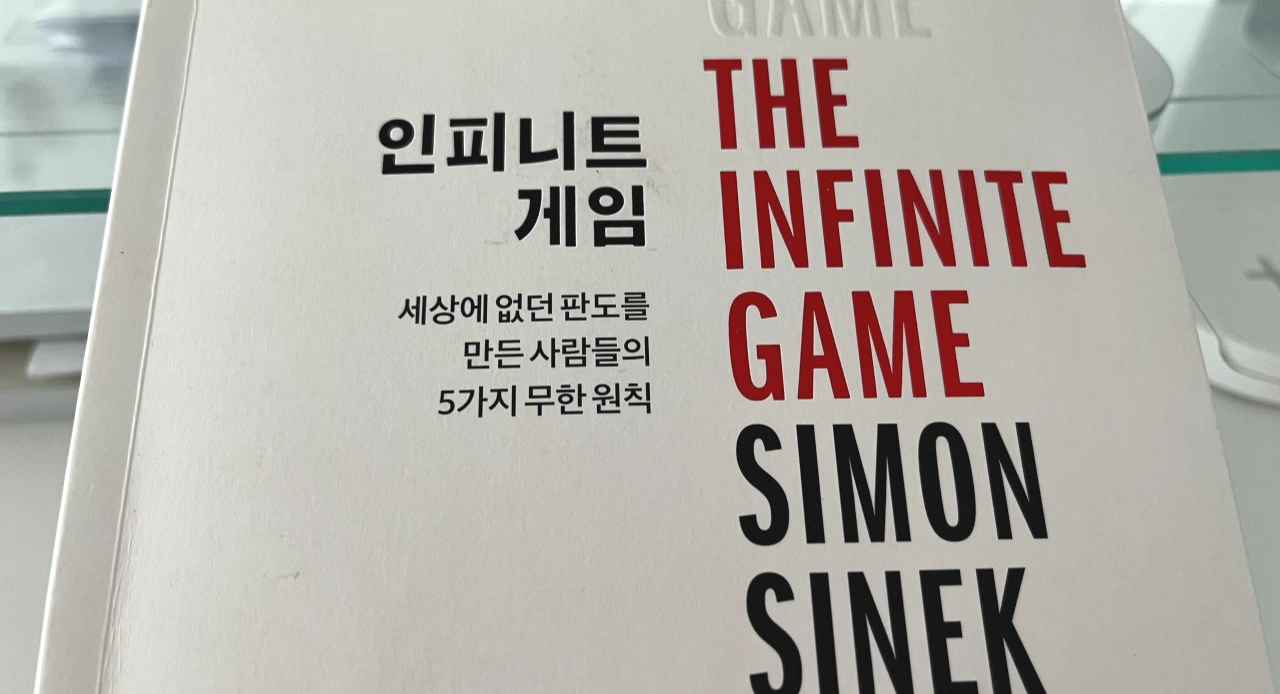 GAME
THE
INFINITE
GAME
SIMON
SINEK
인피니트
게임
세상에 없던 판도를
만든 사람들의
5가지 무한 원칙